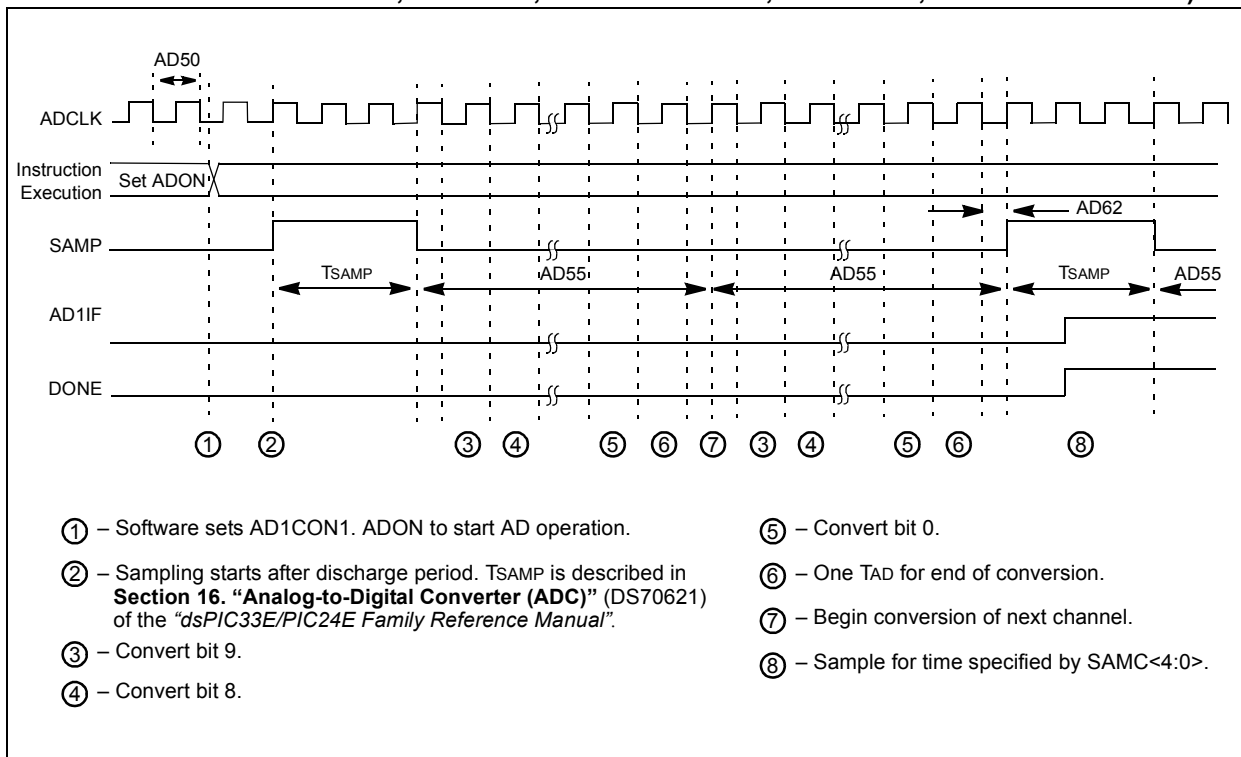 AD50
ADCLK
Instruction
Execution
Set ADON
AD62
SAMP
TSAMP
AD55
AD55
TSAMP
AD55
AD1IF
DONE
① ② ③ ④ ⑤ ⑥ ⑦ ③ ④ ⑤ ⑥ ⑧
① – Software sets AD1CON1. ADON to start AD operation.
② – Sampling starts after discharge period. TSAMP is described in
Section 16. “Analog-to-Digital Converter (ADC)” (DS70621)
of the “dsPIC33E/PIC24E Family Reference Manual”.
③ – Convert bit 9.
④ – Convert bit 8.
⑤ – Convert bit 0.
⑥ – One TAD for end of conversion.
⑦ – Begin conversion of next channel.
⑧ – Sample for time specified by SAMC<4:0>.